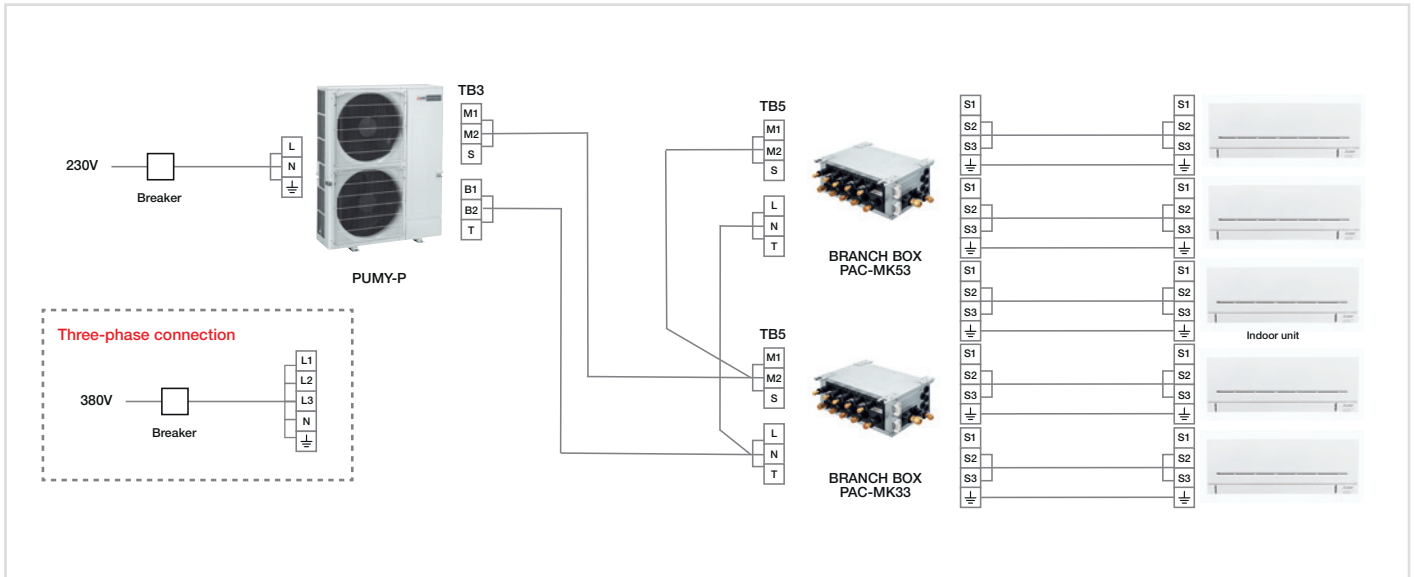 230V
Breaker
L
N
⏚
PUMY-P
TB3
M1
M2
S
B1
B2
T
Three-phase connection
380V
Breaker
L1
L2
L3
N
⏚
TB5
M1
M2
S
L
N
T
BRANCH BOX
PAC-MK53
TB5
M1
M2
S
L
N
T
BRANCH BOX
PAC-MK33
S1
S2
S3
⏚
S1
S2
S3
⏚
S1
S2
S3
⏚
S1
S2
S3
⏚
S1
S2
S3
⏚
S1
S2
S3
⏚
S1
S2
S3
⏚
S1
S2
S3
⏚
S1
S2
S3
⏚
S1
S2
S3
⏚
Indoor unit